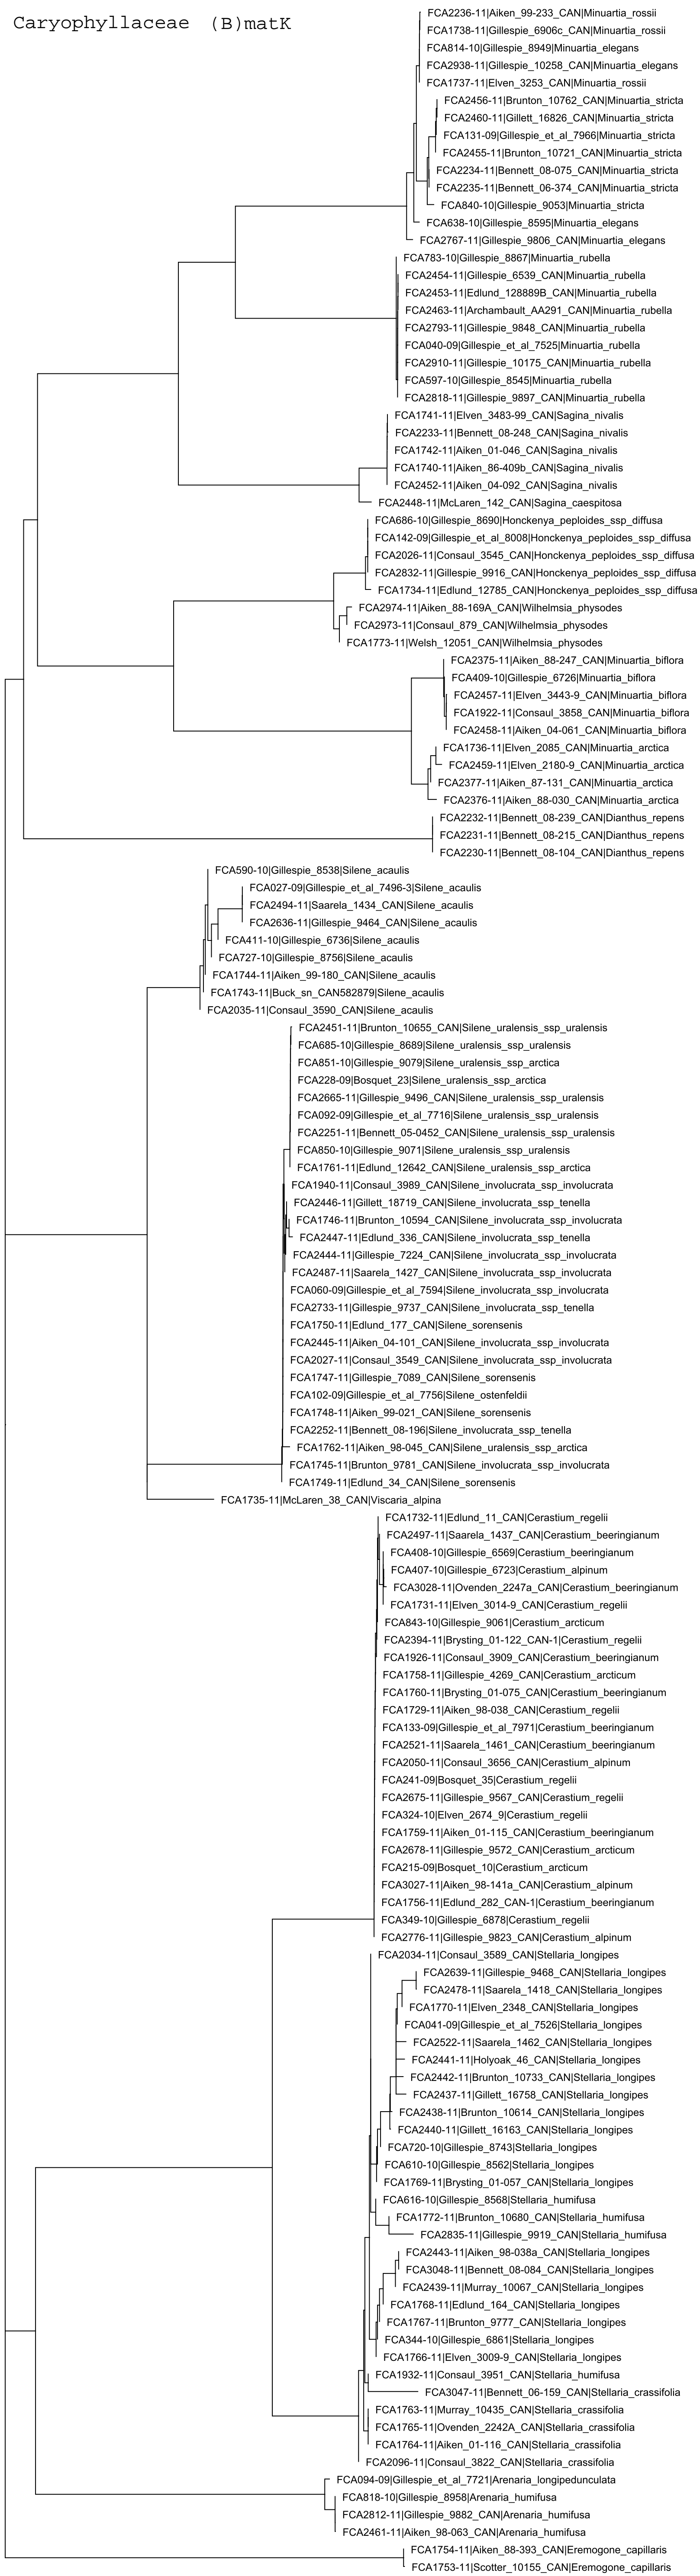 Caryophyllaceae (B)matK
FCA2236-11|Aiken_99-233_CAN|Minuartia_rossii
FCA1738-11|Gillespie_6906c_CAN|Minuartia_rossii
FCA814-10|Gillespie_8949|Minuartia_elegans
FCA2938-11|Gillespie_10258_CAN|Minuartia_elegans
FCA1737-11|Elven_3253_CAN|Minuartia_rossii
FCA2456-11|Brunton_10762_CAN|Minuartia_stricta
FCA2460-11|Gillett_16826_CAN|Minuartia_stricta
FCA131-09|Gillespie_et_al_7966|Minuartia_stricta
FCA2455-11|Brunton_10721_CAN|Minuartia_stricta
FCA2234-11|Bennett_08-075_CAN|Minuartia_stricta
FCA2235-11|Bennett_06-374_CAN|Minuartia_stricta
FCA840-10|Gillespie_9053|Minuartia_stricta
FCA638-10|Gillespie_8595|Minuartia_elegans
FCA2767-11|Gillespie_9806_CAN|Minuartia_elegans
FCA783-10|Gillespie_8867|Minuartia_rubella
FCA2454-11|Gillespie_6539_CAN|Minuartia_rubella
FCA2453-11|Edlund_128889B_CAN|Minuartia_rubella
FCA2463-11|Archambault_AA291_CAN|Minuartia_rubella
FCA2793-11|Gillespie_9848_CAN|Minuartia_rubella
FCA040-09|Gillespie_et_al_7525|Minuartia_rubella
FCA2910-11|Gillespie_10175_CAN|Minuartia_rubella
FCA597-10|Gillespie_8545|Minuartia_rubella
FCA2818-11|Gillespie_9897_CAN|Minuartia_rubella
FCA1741-11|Elven_3483-99_CAN|Sagina_nivalis
FCA2233-11|Bennett_08-248_CAN|Sagina_nivalis
FCA1742-11|Aiken_01-046_CAN|Sagina_nivalis
FCA1740-11|Aiken_86-409b_CAN|Sagina_nivalis
FCA2452-11|Aiken_04-092_CAN|Sagina_nivalis
FCA2448-11|McLaren_142_CAN|Sagina_caespitosa
FCA686-10|Gillespie_8690|Honckenya_peploides_ssp_diffusa
FCA142-09|Gillespie_et_al_8008|Honckenya_peploides_ssp_diffusa
FCA2026-11|Consaul_3545_CAN|Honckenya_peploides_ssp_diffusa
FCA2832-11|Gillespie_9916_CAN|Honckenya_peploides_ssp_diffusa
FCA1734-11|Edlund_12785_CAN|Honckenya_peploides_ssp_diffusa
FCA2974-11|Aiken_88-169A_CAN|Wilhelmsia_physodes
FCA2973-11|Consaul_879_CAN|Wilhelmsia_physodes
FCA1773-11|Welsh_12051_CAN|Wilhelmsia_physodes
FCA2375-11|Aiken_88-247_CAN|Minuartia_biflora
FCA409-10|Gillespie_6726|Minuartia_biflora
FCA2457-11|Elven_3443-9_CAN|Minuartia_biflora
FCA1922-11|Consaul_3858_CAN|Minuartia_biflora
FCA2458-11|Aiken_04-061_CAN|Minuartia_biflora
FCA1736-11|Elven_2085_CAN|Minuartia_arctica
FCA2459-11|Elven_2180-9_CAN|Minuartia_arctica
FCA2377-11|Aiken_87-131_CAN|Minuartia_arctica
FCA2376-11|Aiken_88-030_CAN|Minuartia_arctica
FCA2232-11|Bennett_08-239_CAN|Dianthus_repens
FCA2231-11|Bennett_08-215_CAN|Dianthus_repens
FCA2230-11|Bennett_08-104_CAN|Dianthus_repens
FCA590-10|Gillespie_8538|Silene_acaulis
FCA027-09|Gillespie_et_al_7496-3|Silene_acaulis
FCA2494-11|Saarela_1434_CAN|Silene_acaulis
FCA2636-11|Gillespie_9464_CAN|Silene_acaulis
FCA411-10|Gillespie_6736|Silene_acaulis
FCA727-10|Gillespie_8756|Silene_acaulis
FCA1744-11|Aiken_99-180_CAN|Silene_acaulis
FCA1743-11|Buck_sn_CAN582879|Silene_acaulis
FCA2035-11|Consaul_3590_CAN|Silene_acaulis
FCA2451-11|Brunton_10655_CAN|Silene_uralensis_ssp_uralensis
FCA685-10|Gillespie_8689|Silene_uralensis_ssp_uralensis
FCA851-10|Gillespie_9079|Silene_uralensis_ssp_arctica
FCA228-09|Bosquet_23|Silene_uralensis_ssp_arctica
FCA2665-11|Gillespie_9496_CAN|Silene_uralensis_ssp_uralensis
FCA092-09|Gillespie_et_al_7716|Silene_uralensis_ssp_uralensis
FCA2251-11|Bennett_05-0452_CAN|Silene_uralensis_ssp_uralensis
FCA850-10|Gillespie_9071|Silene_uralensis_ssp_uralensis
FCA1761-11|Edlund_12642_CAN|Silene_uralensis_ssp_arctica
FCA1940-11|Consaul_3989_CAN|Silene_involucrata_ssp_involucrata
FCA2446-11|Gillett_18719_CAN|Silene_involucrata_ssp_tenella
FCA1746-11|Brunton_10594_CAN|Silene_involucrata_ssp_involucrata
FCA2447-11|Edlund_336_CAN|Silene_involucrata_ssp_tenella
FCA2444-11|Gillespie_7224_CAN|Silene_involucrata_ssp_involucrata
FCA2487-11|Saarela_1427_CAN|Silene_involucrata_ssp_involucrata
FCA060-09|Gillespie_et_al_7594|Silene_involucrata_ssp_involucrata
FCA2733-11|Gillespie_9737_CAN|Silene_involucrata_ssp_tenella
FCA1750-11|Edlund_177_CAN|Silene_sorensenis
FCA2445-11|Aiken_04-101_CAN|Silene_involucrata_ssp_involucrata
FCA2027-11|Consaul_3549_CAN|Silene_involucrata_ssp_involucrata
FCA1747-11|Gillespie_7089_CAN|Silene_sorensenis
FCA102-09|Gillespie_et_al_7756|Silene_ostenfeldii
FCA1748-11|Aiken_99-021_CAN|Silene_sorensenis
FCA2252-11|Bennett_08-196|Silene_involucrata_ssp_tenella
FCA1762-11|Aiken_98-045_CAN|Silene_uralensis_ssp_arctica
FCA1745-11|Brunton_9781_CAN|Silene_involucrata_ssp_involucrata
FCA1749-11|Edlund_34_CAN|Silene_sorensenis
FCA1735-11|McLaren_38_CAN|Viscaria_alpina
FCA1732-11|Edlund_11_CAN|Cerastium_regelii
FCA2497-11|Saarela_1437_CAN|Cerastium_beeringianum
FCA408-10|Gillespie_6569|Cerastium_beeringianum
FCA407-10|Gillespie_6723|Cerastium_alpinum
FCA3028-11|Ovenden_2247a_CAN|Cerastium_beeringianum
FCA1731-11|Elven_3014-9_CAN|Cerastium_regelii
FCA843-10|Gillespie_9061|Cerastium_arcticum
FCA2394-11|Brysting_01-122_CAN-1|Cerastium_regelii
FCA1926-11|Consaul_3909_CAN|Cerastium_beeringianum
FCA1758-11|Gillespie_4269_CAN|Cerastium_arcticum
FCA1760-11|Brysting_01-075_CAN|Cerastium_beeringianum
FCA1729-11|Aiken_98-038_CAN|Cerastium_regelii
FCA133-09|Gillespie_et_al_7971|Cerastium_beeringianum
FCA2521-11|Saarela_1461_CAN|Cerastium_beeringianum
FCA2050-11|Consaul_3656_CAN|Cerastium_alpinum
FCA241-09|Bosquet_35|Cerastium_regelii
FCA2675-11|Gillespie_9567_CAN|Cerastium_regelii
FCA324-10|Elven_2674_9|Cerastium_regelii
FCA1759-11|Aiken_01-115_CAN|Cerastium_beeringianum
FCA2678-11|Gillespie_9572_CAN|Cerastium_arcticum
FCA215-09|Bosquet_10|Cerastium_arcticum
FCA3027-11|Aiken_98-141a_CAN|Cerastium_alpinum
FCA1756-11|Edlund_282_CAN-1|Cerastium_beeringianum
FCA349-10|Gillespie_6878|Cerastium_regelii
FCA2776-11|Gillespie_9823_CAN|Cerastium_alpinum
FCA2034-11|Consaul_3589_CAN|Stellaria_longipes
FCA2639-11|Gillespie_9468_CAN|Stellaria_longipes
FCA2478-11|Saarela_1418_CAN|Stellaria_longipes
FCA1770-11|Elven_2348_CAN|Stellaria_longipes
FCA041-09|Gillespie_et_al_7526|Stellaria_longipes
FCA2522-11|Saarela_1462_CAN|Stellaria_longipes
FCA2441-11|Holyoak_46_CAN|Stellaria_longipes
FCA2442-11|Brunton_10733_CAN|Stellaria_longipes
FCA2437-11|Gillett_16758_CAN|Stellaria_longipes
FCA2438-11|Brunton_10614_CAN|Stellaria_longipes
FCA2440-11|Gillett_16163_CAN|Stellaria_longipes
FCA720-10|Gillespie_8743|Stellaria_longipes
FCA610-10|Gillespie_8562|Stellaria_longipes
FCA1769-11|Brysting_01-057_CAN|Stellaria_longipes
FCA616-10|Gillespie_8568|Stellaria_humifusa
FCA1772-11|Brunton_10680_CAN|Stellaria_humifusa
FCA2835-11|Gillespie_9919_CAN|Stellaria_humifusa
FCA2443-11|Aiken_98-038a_CAN|Stellaria_longipes
FCA3048-11|Bennett_08-084_CAN|Stellaria_longipes
FCA2439-11|Murray_10067_CAN|Stellaria_longipes
FCA1768-11|Edlund_164_CAN|Stellaria_longipes
FCA1767-11|Brunton_9777_CAN|Stellaria_longipes
FCA344-10|Gillespie_6861|Stellaria_longipes
FCA1766-11|Elven_3009-9_CAN|Stellaria_longipes
FCA1932-11|Consaul_3951_CAN|Stellaria_humifusa
FCA3047-11|Bennett_06-159_CAN|Stellaria_crassifolia
FCA1763-11|Murray_10435_CAN|Stellaria_crassifolia
FCA1765-11|Ovenden_2242A_CAN|Stellaria_crassifolia
FCA1764-11|Aiken_01-116_CAN|Stellaria_crassifolia
FCA2096-11|Consaul_3822_CAN|Stellaria_crassifolia
FCA094-09|Gillespie_et_al_7721|Arenaria_longipedunculata
FCA818-10|Gillespie_8958|Arenaria_humifusa
FCA2812-11|Gillespie_9882_CAN|Arenaria_humifusa
FCA2461-11|Aiken_98-063_CAN|Arenaria_humifusa
FCA1754-11|Aiken_88-393_CAN|Eremogone_capillaris
FCA1753-11|Scotter_10155_CAN|Eremogone_capillaris